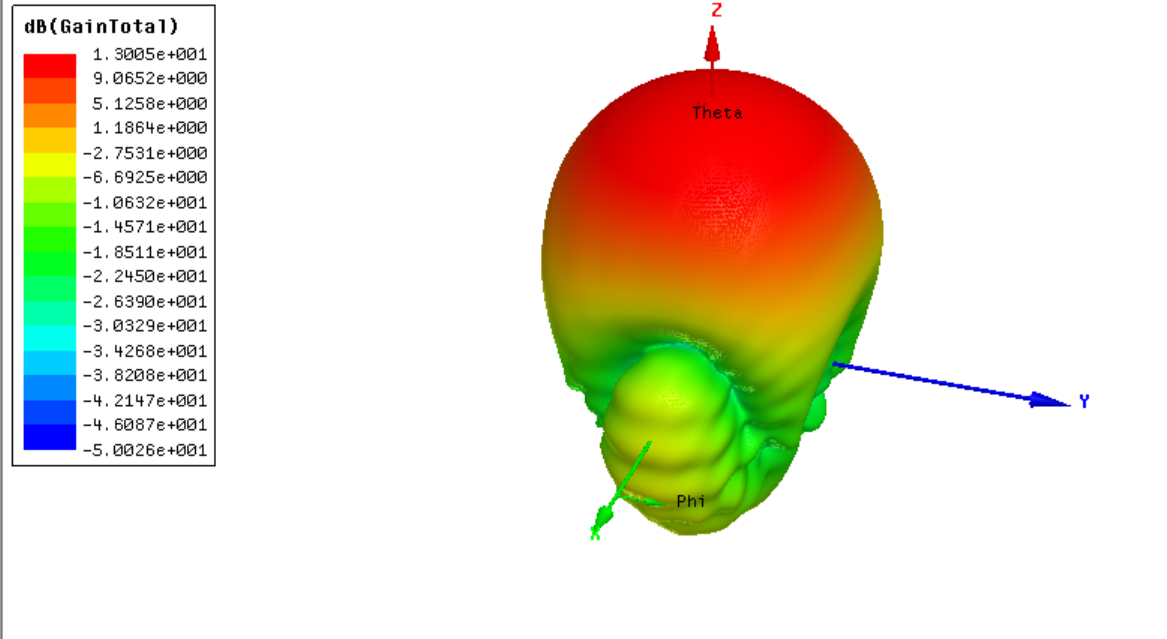 dB(GainTotal)
1.3005e+001
9.0652e+000
5.1258e+000
1.1864e+000
-2.7531e+000
-6.6925e+000
-1.0632e+001
-1.4571e+001
-1.8511e+001
-2.2450e+001
-2.6390e+001
-3.0329e+001
-3.4268e+001
-3.8208e+001
-4.2147e+001
-4.6087e+001
-5.0026e+001
Z
Theta
Y
Phi
X